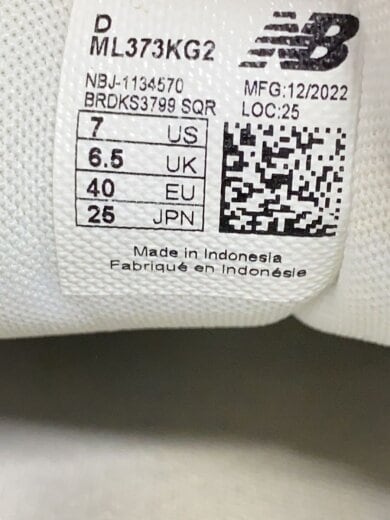 D
ML373KG2
NB
NBJ-1134570
BRDKS3799 SQR
MFG:12/2022
LOC:25
7 US
6.5 UK
40 EU
25 JPN
Made in Indonesia
Fabriqué en Indonésie